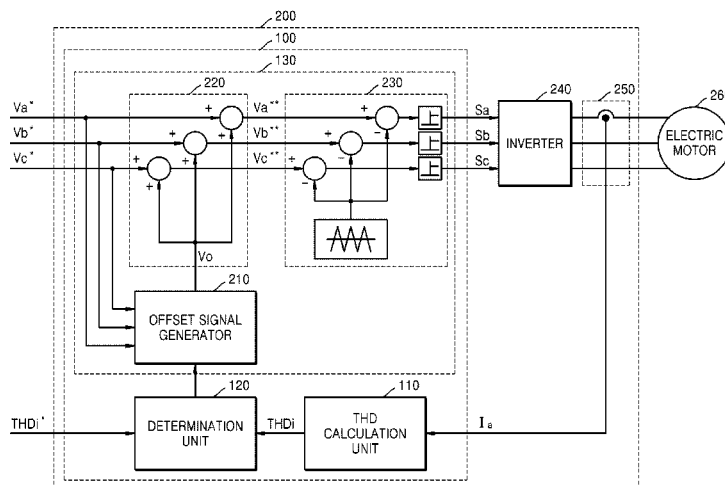 200
100
130
220
230
240
250
26
Va*
Vb*
Vc*
+
+
+
+
+
+
Va**
Vb**
Vc**
+
+
+
−
−
−
Sa
Sb
Sc
INVERTER
ELECTRIC
MOTOR
Vo
210
OFFSET SIGNAL
GENERATOR
120
110
THDi*
DETERMINATION
UNIT
THDi
THD
CALCULATION
UNIT
Ia